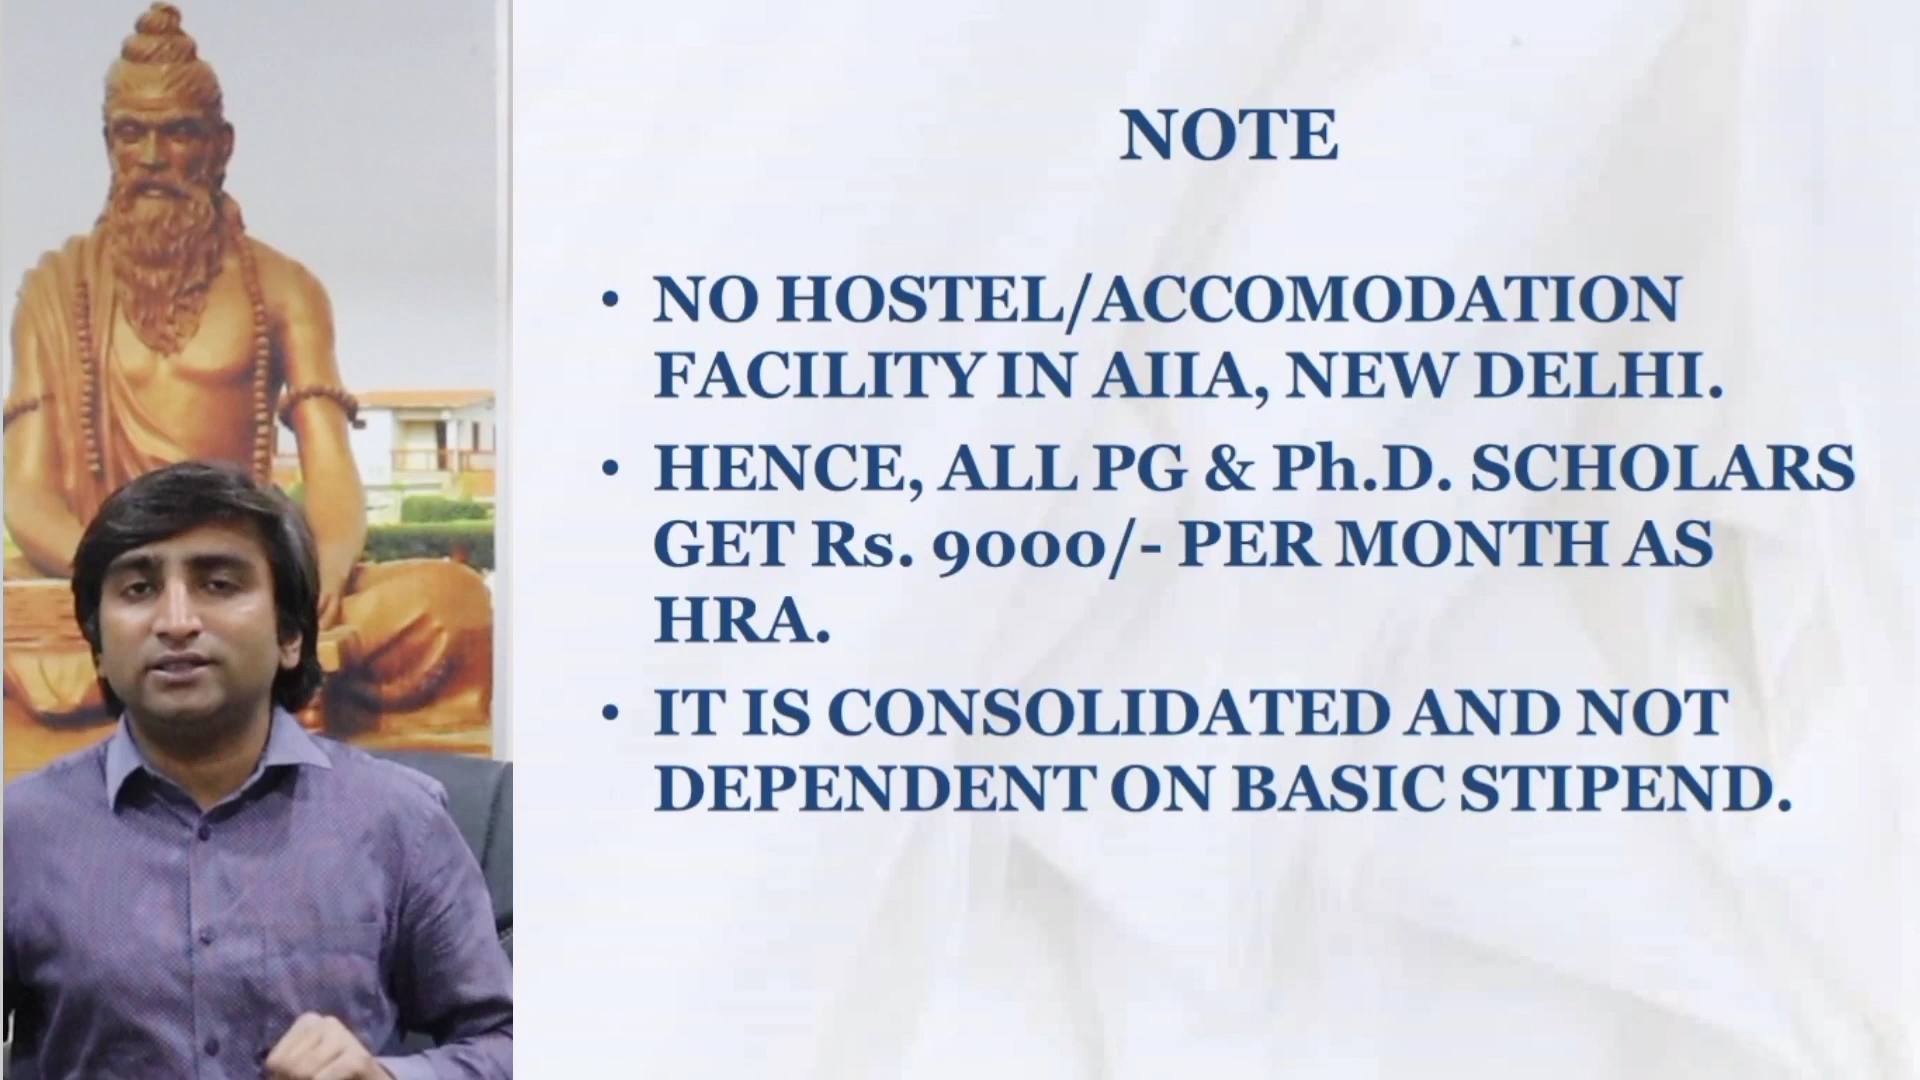 NOTE
• NO HOSTEL/ACCOMODATION
FACILITY IN AIIA, NEW DELHI.
• HENCE, ALL PG & Ph.D. SCHOLARS
GET Rs. 9000/- PER MONTH AS
HRA.
• IT IS CONSOLIDATED AND NOT
DEPENDENT ON BASIC STIPEND.